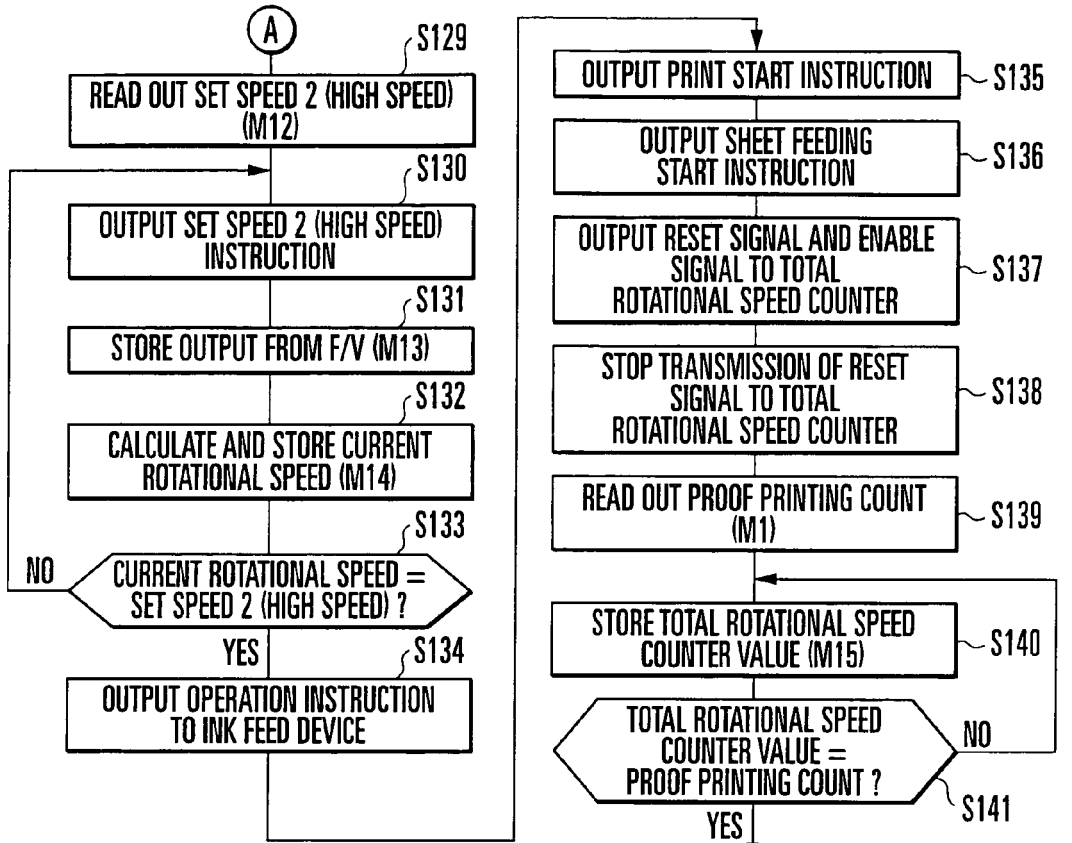 A
S129
READ OUT SET SPEED 2 (HIGH SPEED)
(M12)
S130
OUTPUT SET SPEED 2 (HIGH SPEED)
INSTRUCTION
S131
STORE OUTPUT FROM F/V (M13)
S132
CALCULATE AND STORE CURRENT
ROTATIONAL SPEED (M14)
S133
NO
CURRENT ROTATIONAL SPEED =
SET SPEED 2 (HIGH SPEED) ?
YES
S134
OUTPUT OPERATION INSTRUCTION
TO INK FEED DEVICE
OUTPUT PRINT START INSTRUCTION
S135
OUTPUT SHEET FEEDING
START INSTRUCTION
S136
OUTPUT RESET SIGNAL AND ENABLE
SIGNAL TO TOTAL
ROTATIONAL SPEED COUNTER
S137
STOP TRANSMISSION OF RESET
SIGNAL TO TOTAL
ROTATIONAL SPEED COUNTER
S138
READ OUT PROOF PRINTING COUNT
(M1)
S139
STORE TOTAL ROTATIONAL SPEED
COUNTER VALUE (M15)
S140
TOTAL ROTATIONAL SPEED
COUNTER VALUE =
PROOF PRINTING COUNT ?
NO
S141
YES